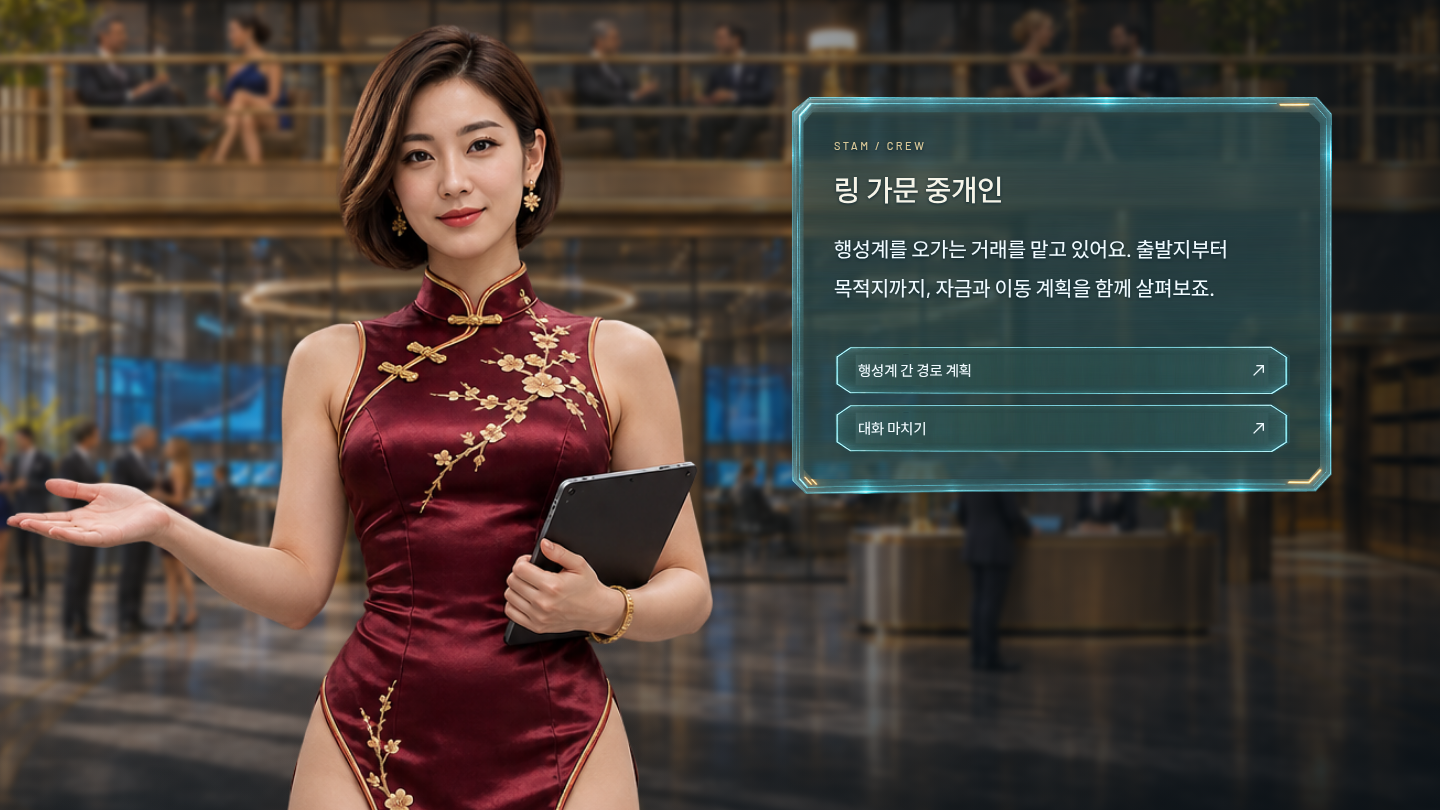 STAM / CREW
링 가문 중개인
행성계를 오가는 거래를 맡고 있어요. 출발지부터
목적지까지, 자금과 이동 계획을 함께 살펴보죠.
행성계 간 경로 계획
대화 마치기